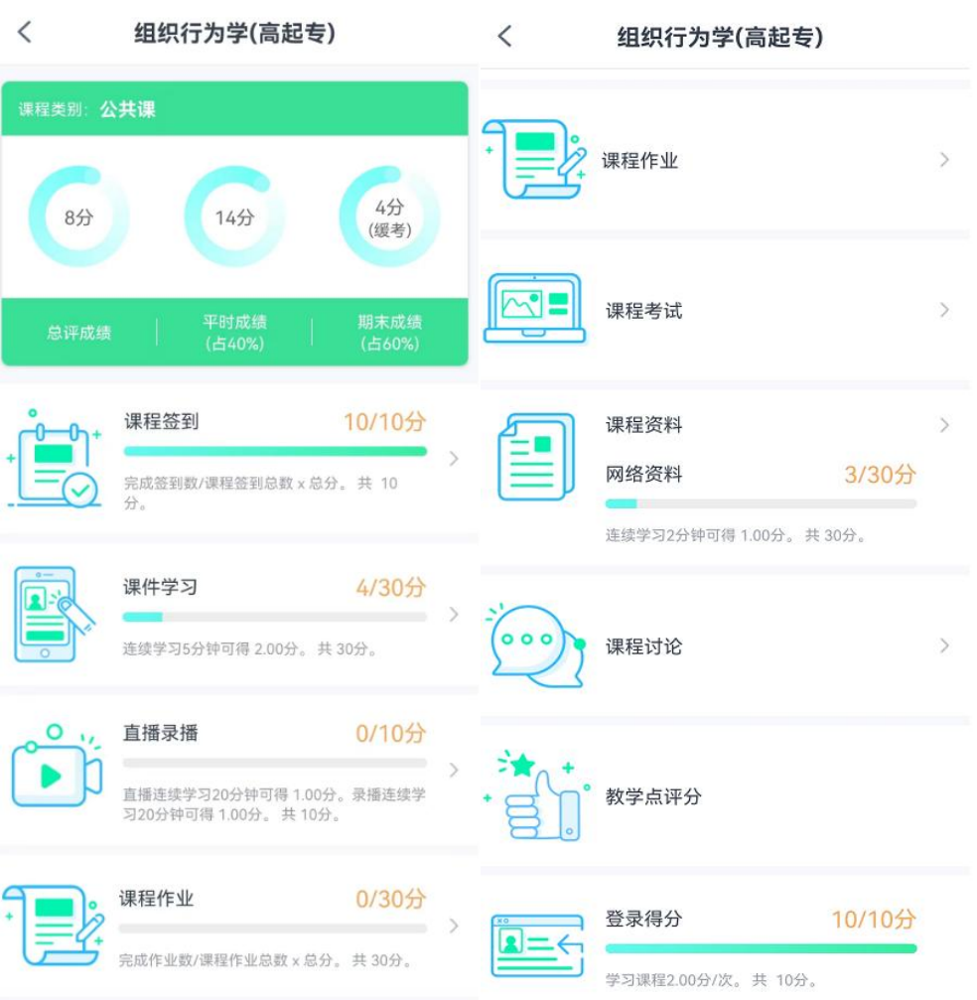 组织行为学(高起专)
课程类别: 公共课
8分
14分
4分
(缓考)
总评成绩
平时成绩
(占40%)
期末成绩
(占60%)
课程签到
10/10分
完成签到数/课程签到总数 x 总分。 共 10
分。
课件学习
4/30分
连续学习5分钟可得 2.00分。 共 30分。
直播录播
0/10分
直播连续学习20分钟可得 1.00分。录播连续学
习20分钟可得 1.00分。 共 10分。
课程作业
0/30分
完成作业数/课程作业总数 x 总分。 共 30分。
组织行为学(高起专)
课程作业
课程考试
课程资料
网络资料
3/30分
连续学习2分钟可得 1.00分。 共 30分。
课程讨论
教学点评分
登录得分
10/10分
学习课程2.00分/次。 共 10分。